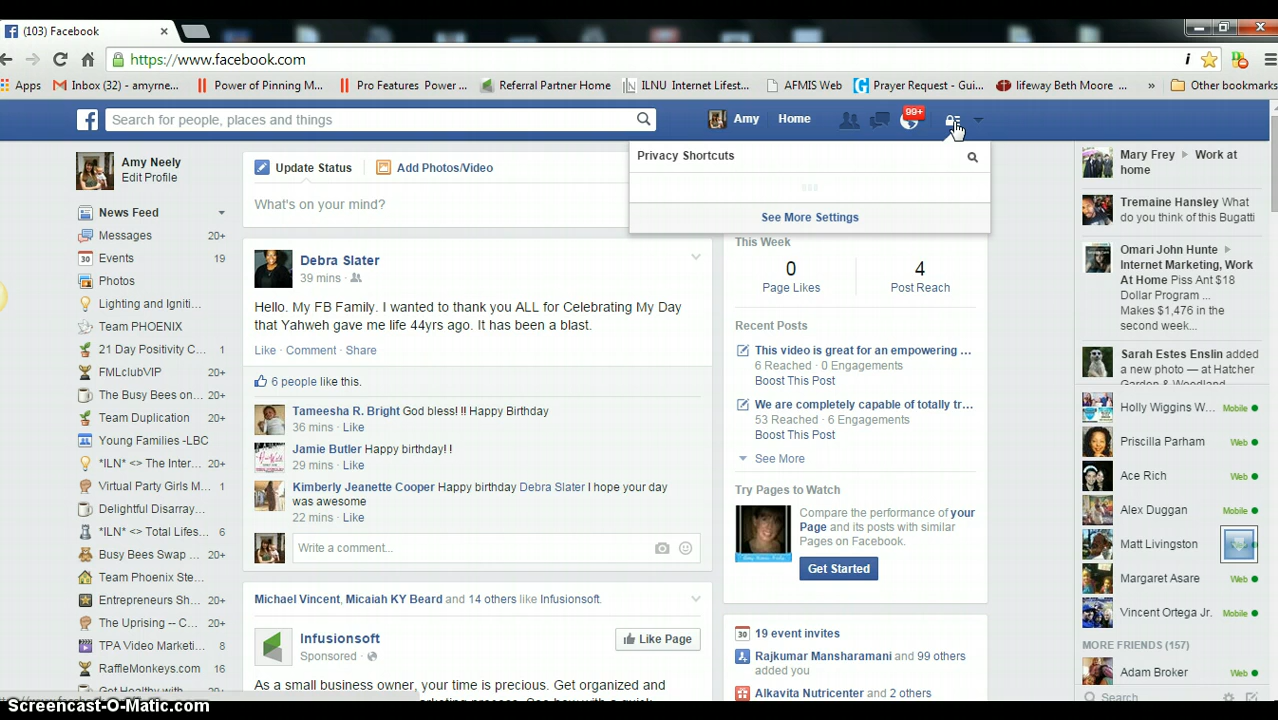 (103) Facebook
https://www.facebook.com
Apps
Inbox (32) - amyrne...
Power of Pinning M...
Pro Features Power ...
Referral Partner Home
ILNU Internet Lifest...
AFMIS Web
Prayer Request - Gui...
lifeway Beth Moore ...
»
Other bookmarks
Search for people, places and things
Amy
Home
99+
Privacy Shortcuts
See More Settings
Amy Neely
Edit Profile
News Feed
Messages 20+
Events 19
Photos
Lighting and Igniti...
Team PHOENIX
21 Day Positivity C... 1
FMLclubVIP 20+
The Busy Bees on... 20+
Team Duplication 20+
Young Families -LBC
*ILN* <> The Inter... 20+
Virtual Party Girls M... 1
Delightful Disarray... 20+
*ILN* <> Total Lifes... 6
Busy Bees Swap ... 20+
Team Phoenix Ste... 20+
Entrepreneurs Sh... 20+
The Uprising -- C... 20+
TPA Video Marketi... 8
RaffleMonkeys.com 16
Get Healthy with 20+
Update Status
Add Photos/Video
What's on your mind?
Debra Slater
39 mins ·
Hello. My FB Family. I wanted to thank you ALL for Celebrating My Day
that Yahweh gave me life 44yrs ago. It has been a blast.
Like · Comment · Share
6 people like this.
Tameesha R. Bright God bless! !! Happy Birthday
36 mins · Like
Jamie Butler Happy birthday! !
29 mins · Like
Kimberly Jeanette Cooper Happy birthday Debra Slater I hope your day
was awesome
22 mins · Like
Write a comment...
Michael Vincent, Micaiah KY Beard and 14 others like Infusionsoft.
Infusionsoft
Sponsored ·
Like Page
As a small business owner, your time is precious. Get organized and
This Week
0
Page Likes
4
Post Reach
Recent Posts
This video is great for an empowering ...
6 Reached · 0 Engagements
Boost This Post
We are completely capable of totally tr...
53 Reached · 6 Engagements
Boost This Post
See More
Try Pages to Watch
Compare the performance of your
Page and its posts with similar
Pages on Facebook.
Get Started
30
19 event invites
Rajkumar Mansharamani and 99 others
added you
Alkavita Nutricenter and 2 others
Mary Frey ▸ Work at
home
Tremaine Hansley What
do you think of this Bugatti
Omari John Hunte ▸
Internet Marketing, Work
At Home Piss Ant $18
Dollar Program ...
Makes $1,476 in the
second week...
Sarah Estes Enslin added
a new photo — at Hatcher
Garden & Woodland
Holly Wiggins W... Mobile
Priscilla Parham Web
Ace Rich Web
Alex Duggan Mobile
Matt Livingston
Margaret Asare Web
Vincent Ortega Jr. Mobile
MORE FRIENDS (157)
Adam Broker Web
Search
Screencast-O-Matic.com